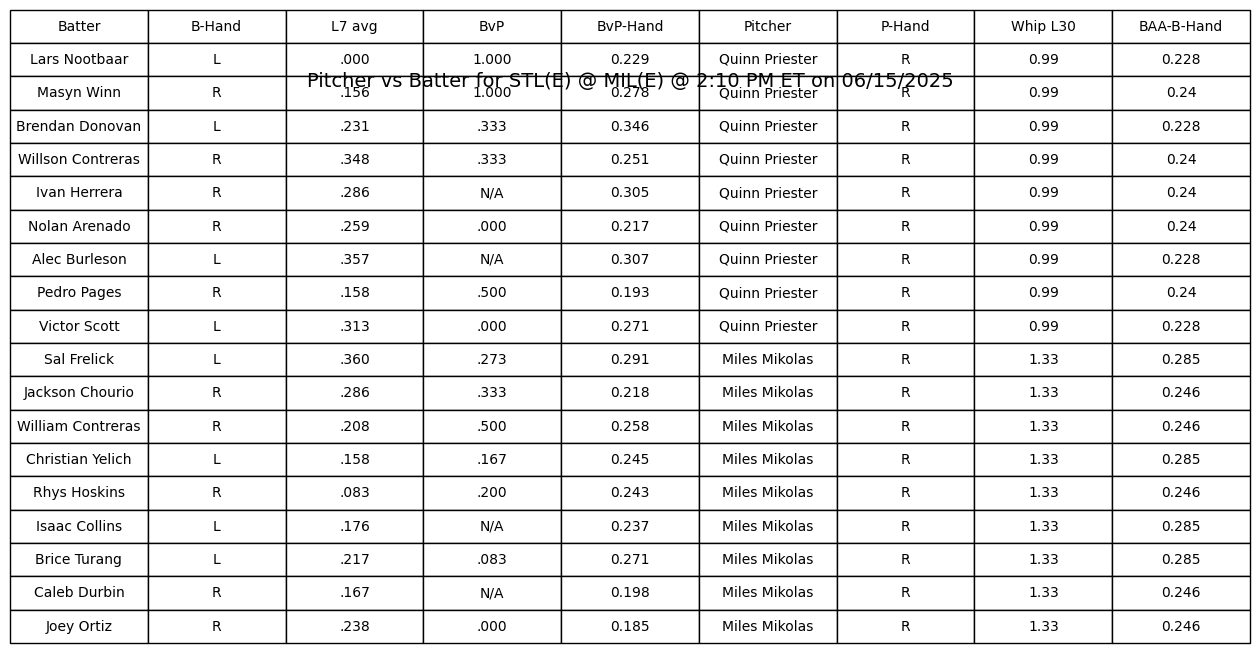 Batter B-Hand L7 avg BvP BvP-Hand Pitcher P-Hand Whip L30 BAA-B-Hand
Lars Nootbaar L .000 1.000 0.229 Quinn Priester R 0.99 0.228
Pitcher vs Batter for STL(E) @ MIL(E) @ 2:10 PM ET on 06/15/2025
Masyn Winn R .156 1.000 0.278 Quinn Priester R 0.99 0.24
Brendan Donovan L .231 .333 0.346 Quinn Priester R 0.99 0.228
Willson Contreras R .348 .333 0.251 Quinn Priester R 0.99 0.24
Ivan Herrera R .286 N/A 0.305 Quinn Priester R 0.99 0.24
Nolan Arenado R .259 .000 0.217 Quinn Priester R 0.99 0.24
Alec Burleson L .357 N/A 0.307 Quinn Priester R 0.99 0.228
Pedro Pages R .158 .500 0.193 Quinn Priester R 0.99 0.24
Victor Scott L .313 .000 0.271 Quinn Priester R 0.99 0.228
Sal Frelick L .360 .273 0.291 Miles Mikolas R 1.33 0.285
Jackson Chourio R .286 .333 0.218 Miles Mikolas R 1.33 0.246
William Contreras R .208 .500 0.258 Miles Mikolas R 1.33 0.246
Christian Yelich L .158 .167 0.245 Miles Mikolas R 1.33 0.285
Rhys Hoskins R .083 .200 0.243 Miles Mikolas R 1.33 0.246
Isaac Collins L .176 N/A 0.237 Miles Mikolas R 1.33 0.285
Brice Turang L .217 .083 0.271 Miles Mikolas R 1.33 0.285
Caleb Durbin R .167 N/A 0.198 Miles Mikolas R 1.33 0.246
Joey Ortiz R .238 .000 0.185 Miles Mikolas R 1.33 0.246